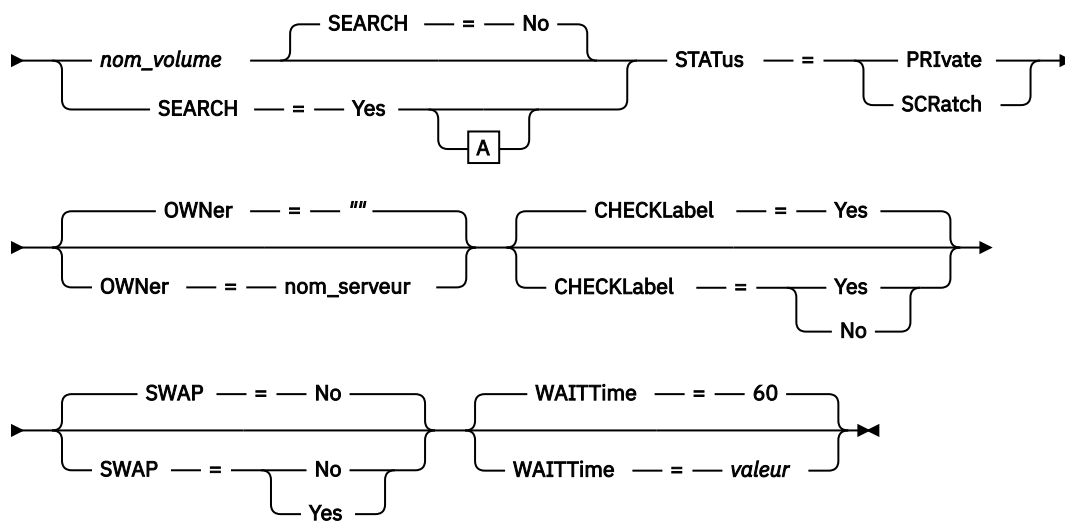 SEARCH = No
nom_volume STATus = PRIvate
SEARCH = Yes SCRatch
A
OWNer = "" CHECKLabel = Yes
OWNer = nom_serveur CHECKLabel = Yes
No
SWAP = No WAITTime = 60
SWAP = No WAITTime = valeur
Yes